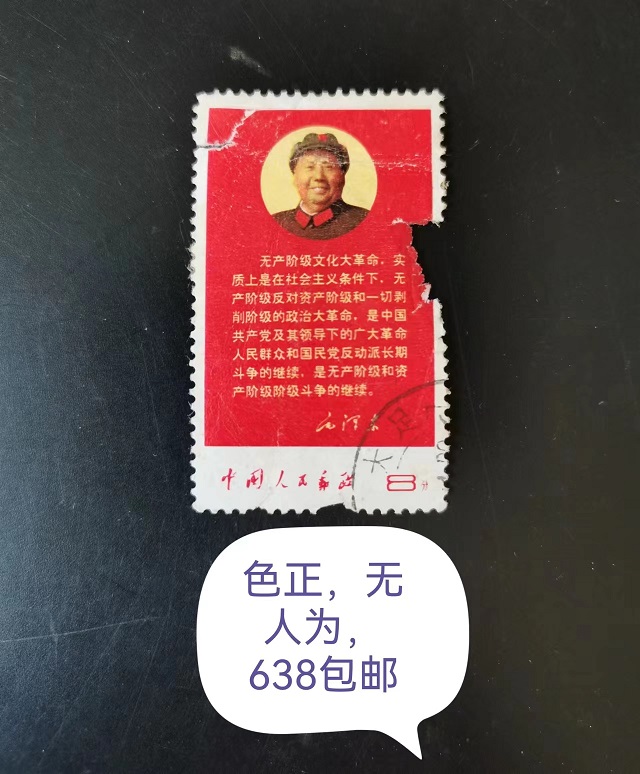 无产阶级文化大革命，实
质上是在社会主义条件下，无
产阶级反对资产阶级和一切剥
削阶级的政治大革命，是中国
共产党及其领导下的广大革命
人民群众和国民党反动派长期
斗争的继续，是无产阶级和资
产阶级阶级斗争的继续。
毛泽东
中国人民邮政 8分
色正，无
人为，
638包邮